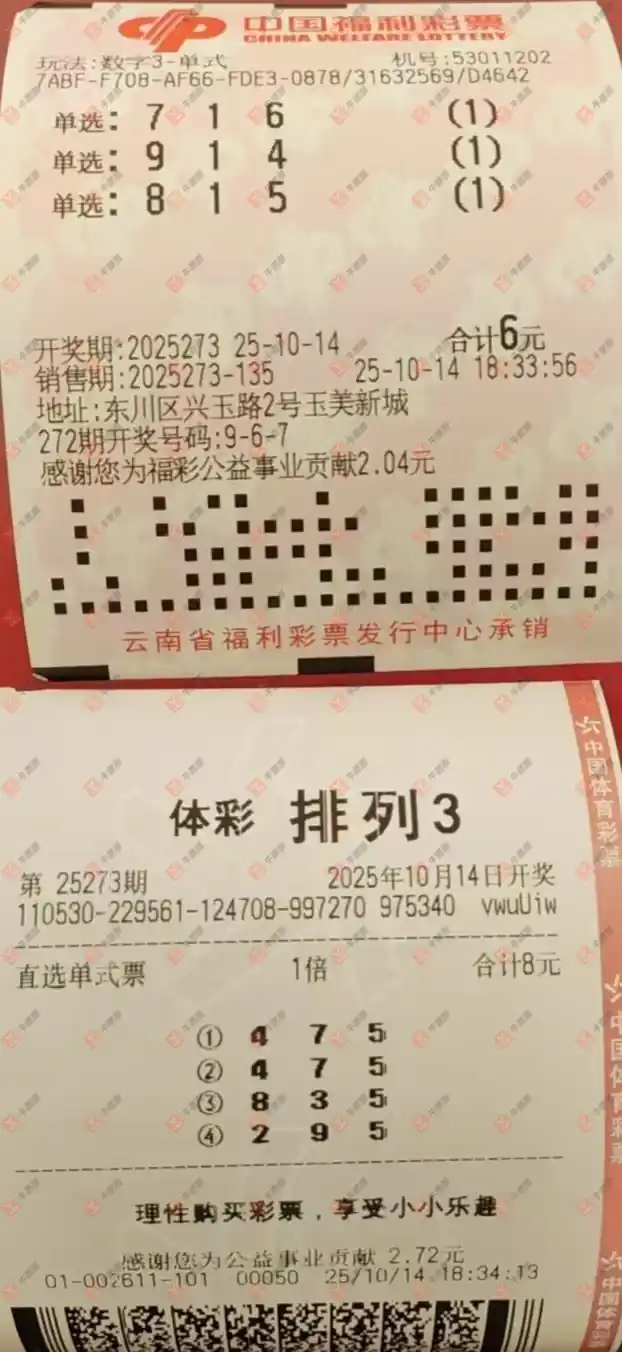 中国福利彩票
CHINA WELFARE LOTTERY
玩法:数字3-单式 机号:53011202
7ABF-F708-AF66-FDE3-0878/31632569/D4642
单选: 7 1 6 (1)
单选: 9 1 4 (1)
单选: 8 1 5 (1)
开奖期:2025273 25-10-14 合计6元
销售期:2025273-135 25-10-14 18:33:56
地址:东川区兴玉路2号玉美新城
272期开奖号码:9-6-7
感谢您为福彩公益事业贡献2.04元
云南省福利彩票发行中心承销
体彩 排列3
第 25273期 2025年10月14日开奖
110530-229561-124708-997270 975340 vwuUiw
直选单式票 1倍 合计8元
① 4 7 5
② 4 7 5
③ 8 3 5
④ 2 9 5
理性购买彩票，享受小小乐趣
感谢您为公益事业贡献 2.72元
01-002611-101 00050 25/10/14 18:34:13
中国体育彩票
中国体育彩票
中国体育